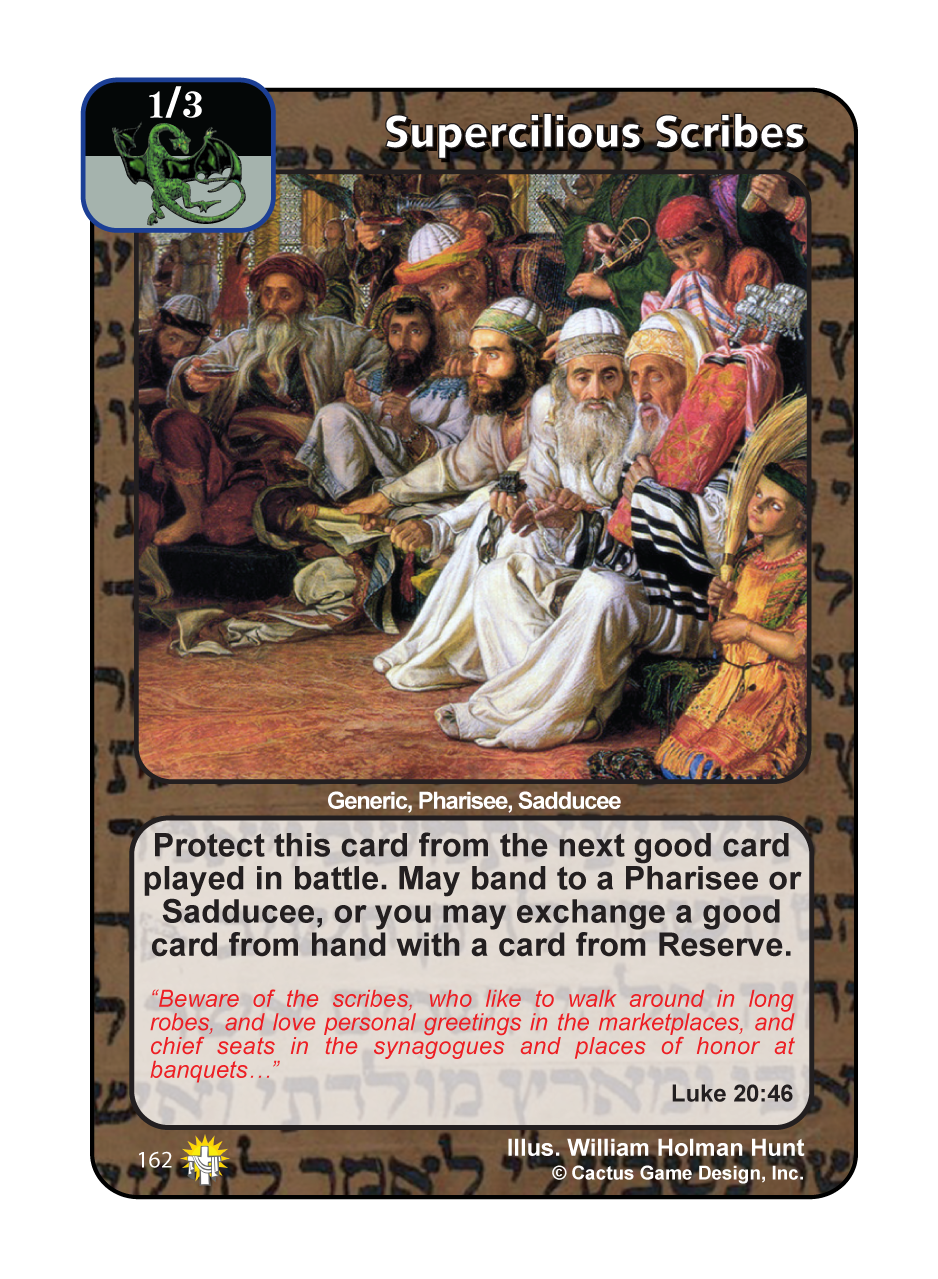 1/3
Supercilious Scribes
Generic, Pharisee, Sadducee
Protect this card from the next good card
played in battle. May band to a Pharisee or
Sadducee, or you may exchange a good
card from hand with a card from Reserve.
“Beware of the scribes, who like to walk around in long
robes, and love personal greetings in the marketplaces, and
chief seats in the synagogues and places of honor at
banquets…”
Luke 20:46
162
Illus. William Holman Hunt
© Cactus Game Design, Inc.